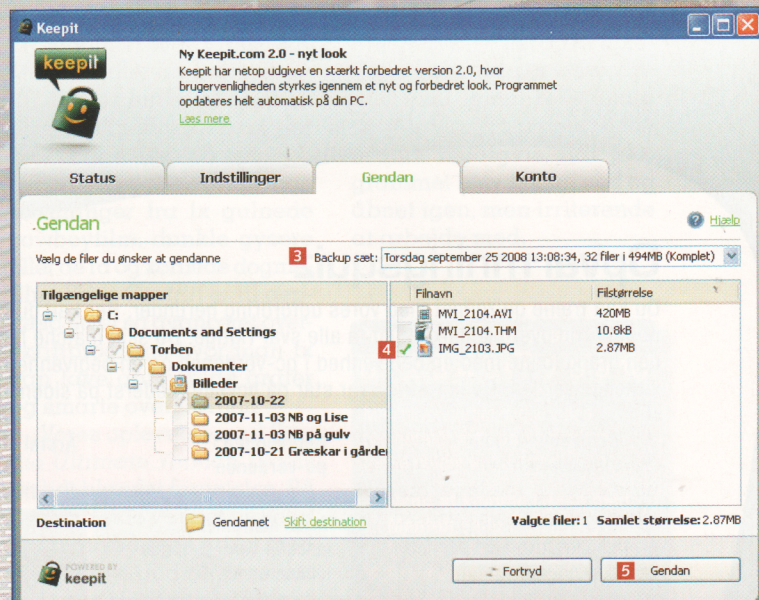 Keepit
keepit
Ny Keepit.com 2.0 - nyt look
Keepit har netop udgivet en stærkt forbedret version 2.0, hvor
brugervenligheden styrkes igennem et nyt og forbedret look. Programmet
opdateres helt automatisk på din PC.
Læs mere
Status Indstillinger Gendan Konto
.Gendan
? Hjælp
Vælg de filer du ønsker at gendanne 3 Backup sæt: Torsdag september 25 2008 13:08:34, 32 filer i 494MB (Komplet)
Tilgængelige mapper Filnavn Filstørrelse
C: MVI_2104.AVI 420MB
Documents and Settings MVI_2104.THM 10.8kB
Torben 4 IMG_2103.JPG 2.87MB
Dokumenter
Billeder
2007-10-22
2007-11-03 NB og Lise
2007-11-03 NB på gulv
2007-10-21 Græskar i gården
Destination Gendannet Skift destination Valgte filer: 1 Samlet størrelse: 2.87MB
POWERED BY
keepit
Fortryd 5 Gendan